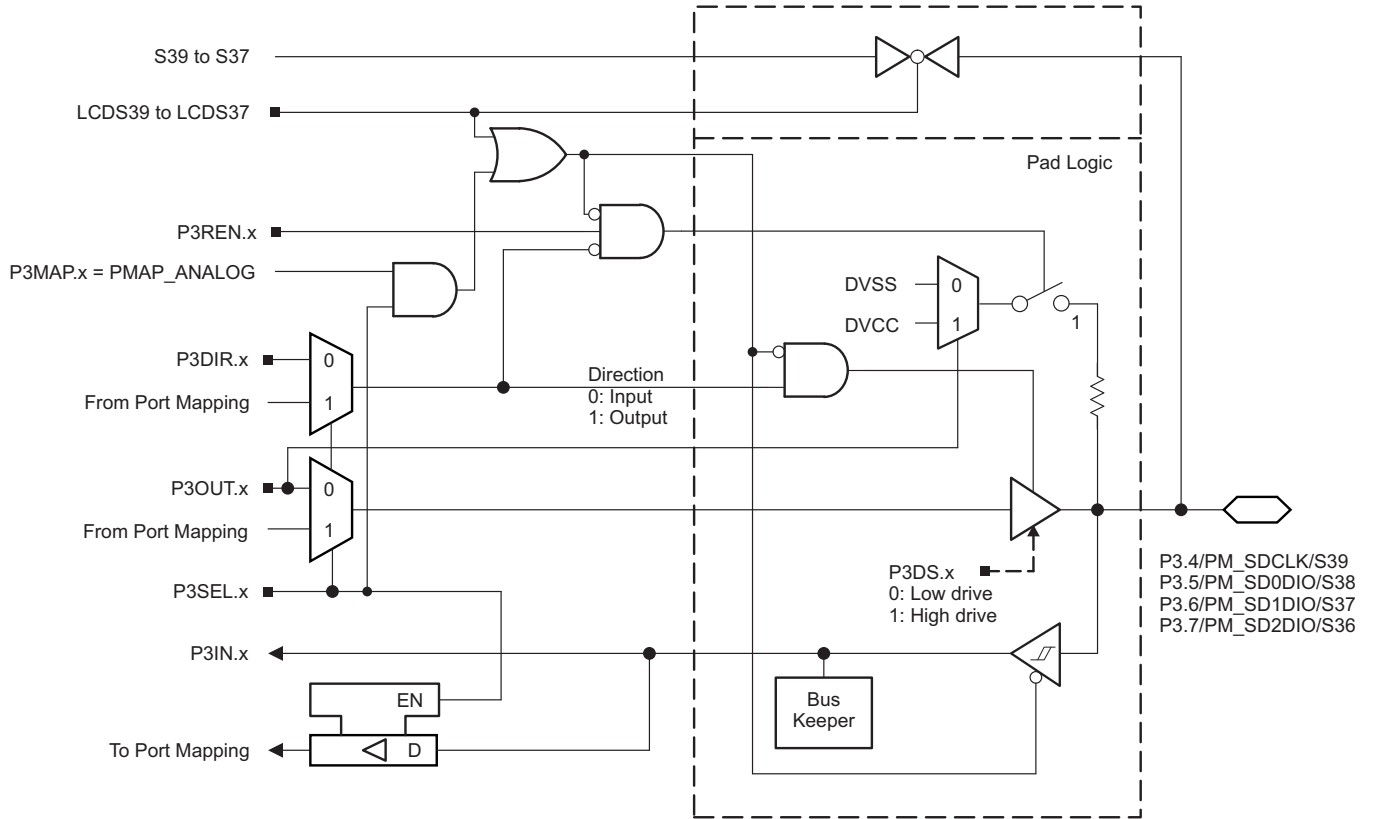 S39 to S37
LCDS39 to LCDS37
Pad Logic
P3REN.x
P3MAP.x = PMAP_ANALOG
DVSS
0
DVCC
1
1
P3DIR.x
0
From Port Mapping
1
Direction
0: Input
1: Output
P3OUT.x
0
From Port Mapping
1
P3SEL.x
P3DS.x
0: Low drive
1: High drive
P3.4/PM_SDCLK/S39
P3.5/PM_SD0DIO/S38
P3.6/PM_SD1DIO/S37
P3.7/PM_SD2DIO/S36
P3IN.x
Bus
Keeper
EN
To Port Mapping
D